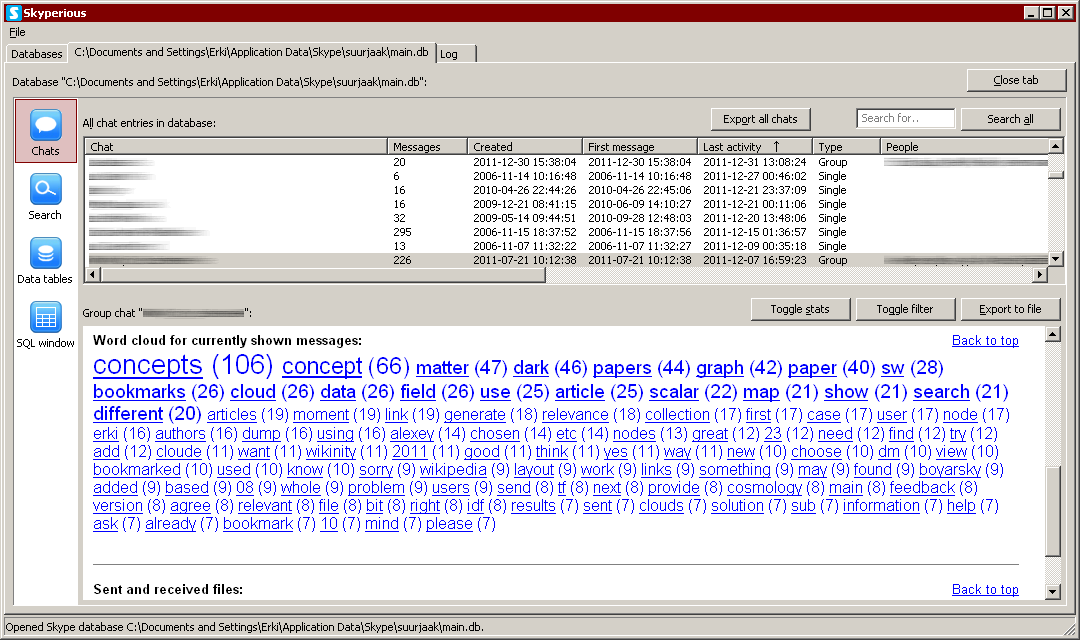 Skyperious
File
Databases C:\Documents and Settings\Erki\Application Data\Skype\suurjaak\main.db Log
Database "C:\Documents and Settings\Erki\Application Data\Skype\suurjaak\main.db": Close tab
Chats
Search
Data tables
SQL window
All chat entries in database: Export all chats Search for.. Search all
Chat Messages Created First message Last activity ↑ Type People
20 2011-12-30 15:38:04 2011-12-30 15:38:04 2011-12-31 13:08:24 Group
6 2006-11-14 10:16:48 2006-11-14 10:16:48 2011-12-27 00:46:02 Single
16 2010-04-26 22:44:26 2010-04-26 22:45:06 2011-12-21 23:37:09 Single
16 2009-12-21 08:41:15 2010-06-09 14:10:27 2011-12-21 00:11:06 Single
32 2009-05-14 09:44:51 2010-09-28 12:48:03 2011-12-20 13:48:06 Single
295 2006-11-15 18:37:52 2006-11-15 18:37:56 2011-12-15 01:36:57 Single
13 2006-11-07 11:32:22 2006-11-07 11:32:27 2011-12-09 00:35:18 Single
226 2011-07-21 10:12:38 2011-07-21 10:12:38 2011-12-07 16:59:23 Group
Group chat " ": Toggle stats Toggle filter Export to file
Word cloud for currently shown messages: Back to top
concepts (106) concept (66) matter (47) dark (46) papers (44) graph (42) paper (40) sw (28)
bookmarks (26) cloud (26) data (26) field (26) use (25) article (25) scalar (22) map (21) show (21) search (21)
different (20) articles (19) moment (19) link (19) generate (18) relevance (18) collection (17) first (17) case (17) user (17) node (17)
erki (16) authors (16) dump (16) using (16) alexey (14) chosen (14) etc (14) nodes (13) great (12) 23 (12) need (12) find (12) try (12)
add (12) cloude (11) want (11) wikinity (11) 2011 (11) good (11) think (11) yes (11) way (11) new (10) choose (10) dm (10) view (10)
bookmarked (10) used (10) know (10) sorry (9) wikipedia (9) layout (9) work (9) links (9) something (9) may (9) found (9) boyarsky (9)
added (9) based (9) 08 (9) whole (9) problem (9) users (9) send (8) tf (8) next (8) provide (8) cosmology (8) main (8) feedback (8)
version (8) agree (8) relevant (8) file (8) bit (8) right (8) idf (8) results (7) sent (7) clouds (7) solution (7) sub (7) information (7) help (7)
ask (7) already (7) bookmark (7) 10 (7) mind (7) please (7)
Sent and received files: Back to top
Opened Skype database C:\Documents and Settings\Erki\Application Data\Skype\suurjaak\main.db.